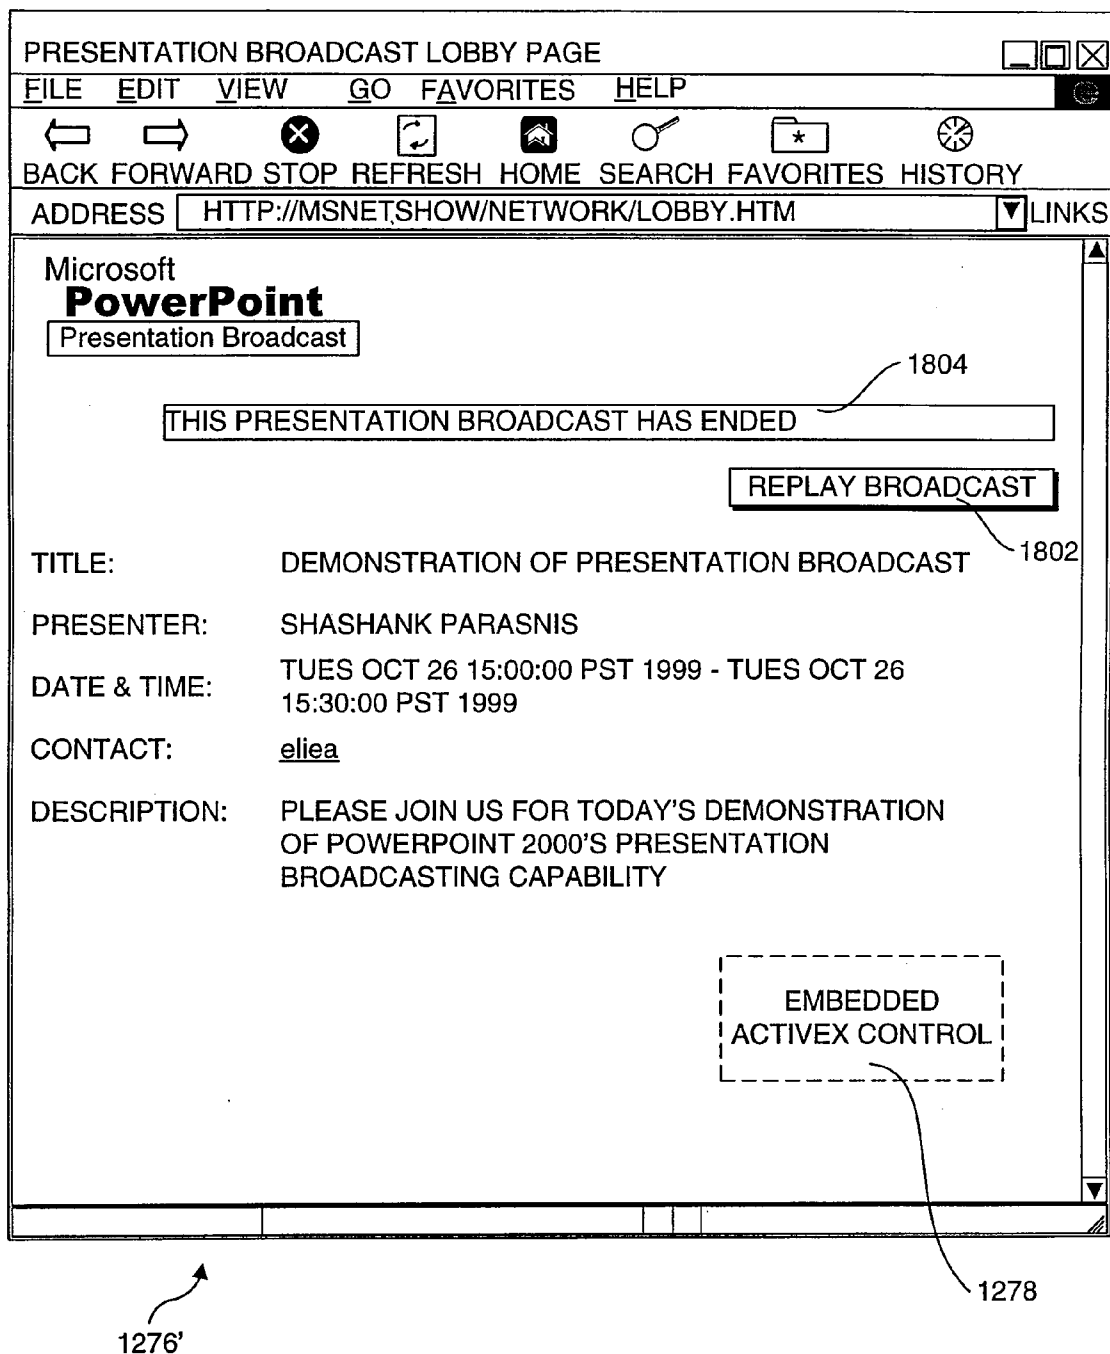 PRESENTATION BROADCAST LOBBY PAGE
FILE EDIT VIEW GO FAVORITES HELP
BACK FORWARD STOP REFRESH HOME SEARCH FAVORITES HISTORY
ADDRESS HTTP://MSNET.SHOW/NETWORK/LOBBY.HTM LINKS
Microsoft
PowerPoint
Presentation Broadcast
1804
THIS PRESENTATION BROADCAST HAS ENDED
REPLAY BROADCAST
1802
TITLE: DEMONSTRATION OF PRESENTATION BROADCAST
PRESENTER: SHASHANK PARASNIS
DATE & TIME: TUES OCT 26 15:00:00 PST 1999 - TUES OCT 26
15:30:00 PST 1999
CONTACT: eliea
DESCRIPTION: PLEASE JOIN US FOR TODAY'S DEMONSTRATION
OF POWERPOINT 2000'S PRESENTATION
BROADCASTING CAPABILITY
EMBEDDED
ACTIVEX CONTROL
1278
1276'